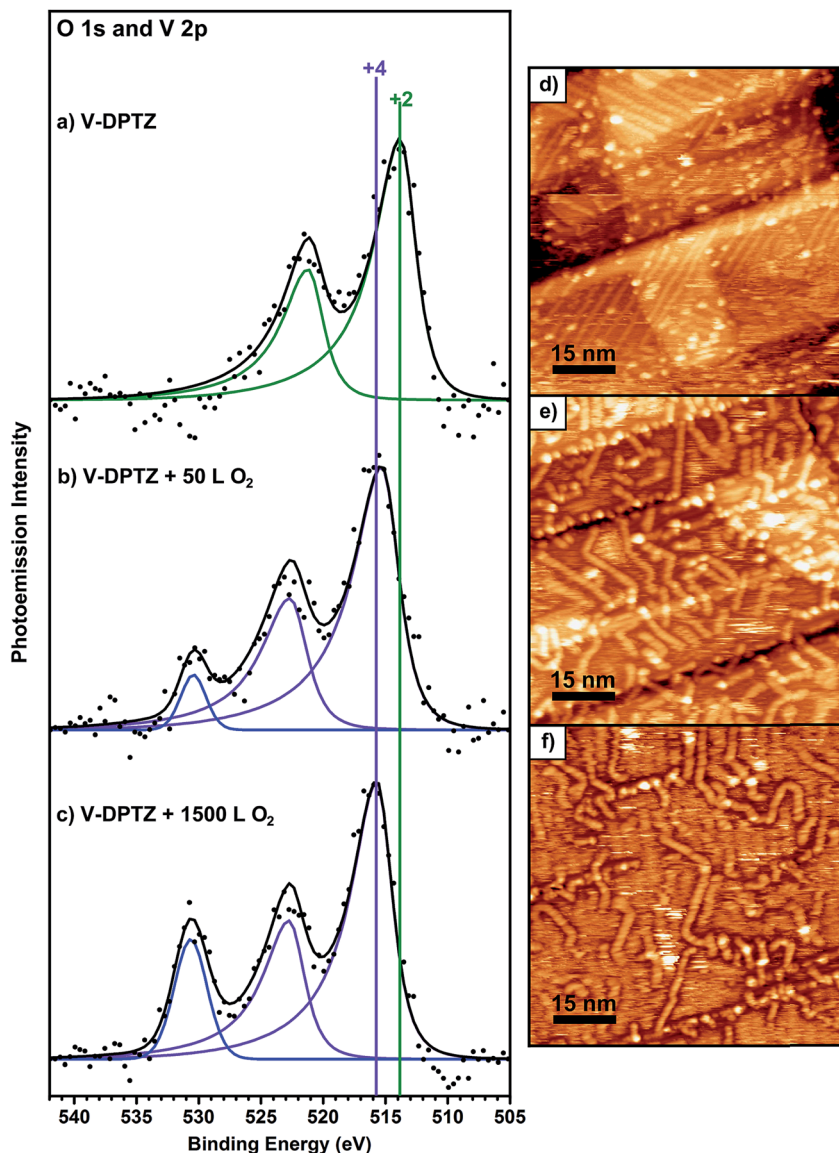 O 1s and V 2p
+4
+2
a) V-DPTZ
b) V-DPTZ + 50 L O₂
c) V-DPTZ + 1500 L O₂
Photoemission Intensity
540 535 530 525 520 515 510 505
Binding Energy (eV)
d)
15 nm
e)
15 nm
f)
15 nm